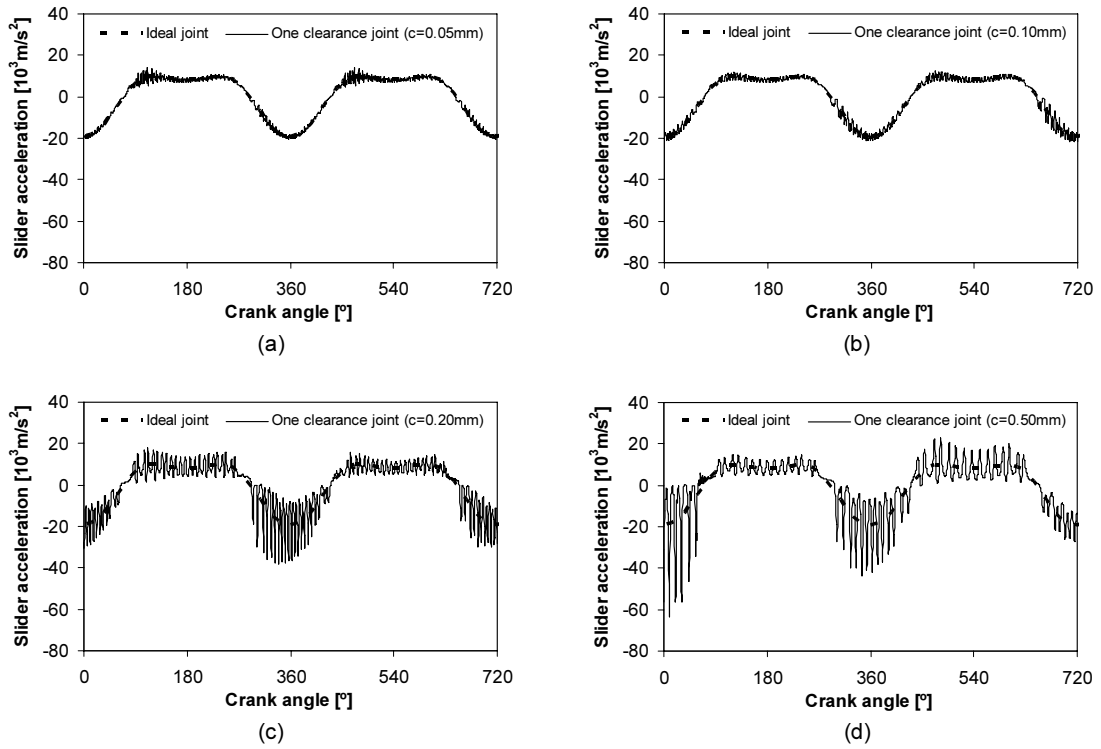 Slider acceleration [10³m/s²]
40
20
0
-20
-40
-60
-80
Ideal joint
One clearance joint (c=0.05mm)
0
180
360
540
720
Crank angle [º]
(a)
Slider acceleration [10³m/s²]
40
20
0
-20
-40
-60
-80
Ideal joint
One clearance joint (c=0.10mm)
0
180
360
540
720
Crank angle [º]
(b)
Slider acceleration [10³m/s²]
40
20
0
-20
-40
-60
-80
Ideal joint
One clearance joint (c=0.20mm)
0
180
360
540
720
Crank angle [º]
(c)
Slider acceleration [10³m/s²]
40
20
0
-20
-40
-60
-80
Ideal joint
One clearance joint (c=0.50mm)
0
180
360
540
720
Crank angle [º]
(d)